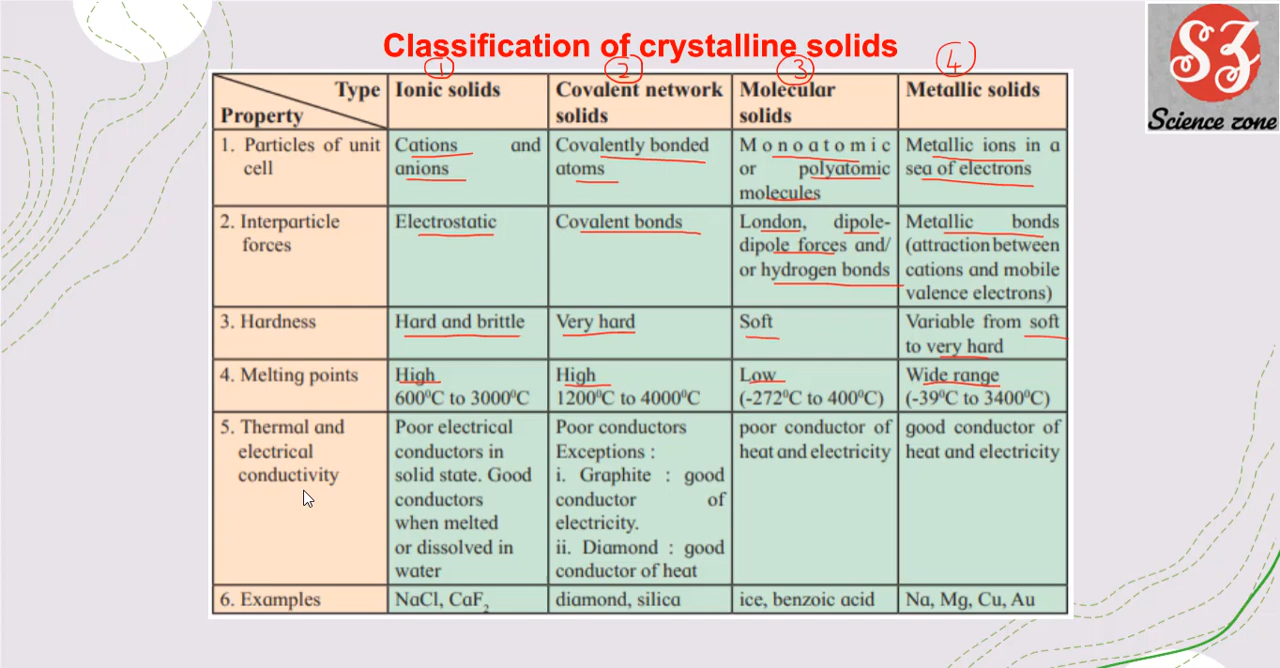 Classification of crystalline solids
SZ
Science zone
1
2
3
4
Type
Property
Ionic solids
Covalent network
solids
Molecular
solids
Metallic solids
1. Particles of unit
cell
Cations and
anions
Covalently bonded
atoms
Monoatomic
or polyatomic
molecules
Metallic ions in a
sea of electrons
2. Interparticle
forces
Electrostatic
Covalent bonds
London, dipole-
dipole forces and/
or hydrogen bonds
Metallic bonds
(attraction between
cations and mobile
valence electrons)
3. Hardness
Hard and brittle
Very hard
Soft
Variable from soft
to very hard
4. Melting points
High
600⁰C to 3000⁰C
High
1200⁰C to 4000⁰C
Low
(-272⁰C to 400⁰C)
Wide range
(-39⁰C to 3400⁰C)
5. Thermal and
electrical
conductivity
Poor electrical
conductors in
solid state. Good
conductors
when melted
or dissolved in
water
Poor conductors
Exceptions :
i. Graphite : good
conductor of
electricity.
ii. Diamond : good
conductor of heat
poor conductor of
heat and electricity
good conductor of
heat and electricity
6. Examples
NaCl, CaF₂
diamond, silica
ice, benzoic acid
Na, Mg, Cu, Au